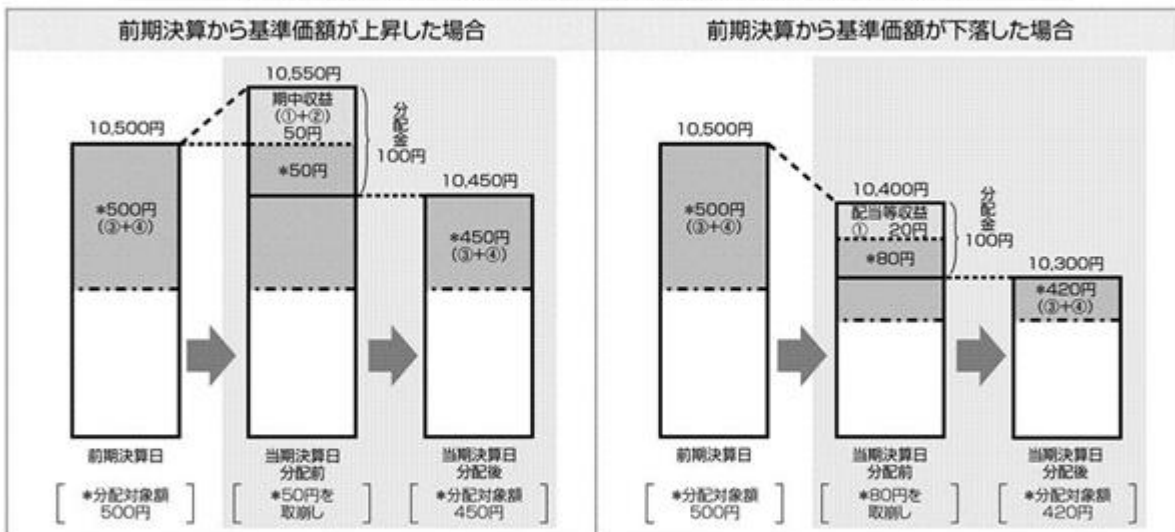 前期決算から基準価額が上昇した場合
10,550円
期中収益
(①+②)
50円
*50円
分配金
100円
10,500円
*500円
(③+④)
10,450円
*450円
(③+④)
前期決算日
当期決算日
分配前
当期決算日
分配後
*分配対象額
500円
*50円を
取崩し
*分配対象額
450円
前期決算から基準価額が下落した場合
10,500円
*500円
(③+④)
10,400円
配当等収益
① 20円
*80円
分配金
100円
10,300円
*420円
(③+④)
前期決算日
当期決算日
分配前
当期決算日
分配後
*分配対象額
500円
*80円を
取崩し
*分配対象額
420円